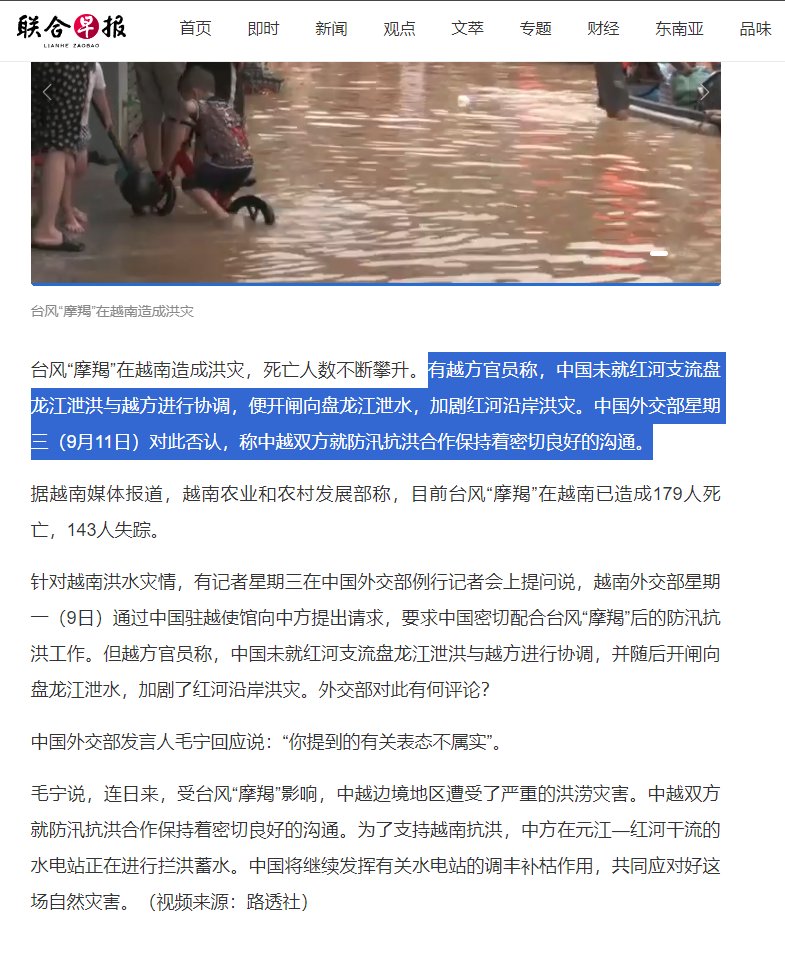 联合早报
LIANHE ZAOBAO
首页 即时 新闻 观点 文萃 专题 财经 东南亚 品味
台风“摩羯”在越南造成洪灾
台风“摩羯”在越南造成洪灾，死亡人数不断攀升。有越方官员称，中国未就红河支流盘
龙江泄洪与越方进行协调，便开闸向盘龙江泄水，加剧红河沿岸洪灾。中国外交部星期
三（9月11日）对此否认，称中越双方就防汛抗洪合作保持着密切良好的沟通。
据越南媒体报道，越南农业和农村发展部称，目前台风“摩羯”在越南已造成179人死
亡，143人失踪。
针对越南洪水灾情，有记者星期三在中国外交部例行记者会上提问说，越南外交部星期
一（9日）通过中国驻越使馆向中方提出请求，要求中国密切配合台风“摩羯”后的防汛抗
洪工作。但越方官员称，中国未就红河支流盘龙江泄洪与越方进行协调，并随后开闸向
盘龙江泄水，加剧了红河沿岸洪灾。外交部对此有何评论？
中国外交部发言人毛宁回应说：“你提到的有关表态不属实”。
毛宁说，连日来，受台风“摩羯”影响，中越边境地区遭受了严重的洪涝灾害。中越双方
就防汛抗洪合作保持着密切良好的沟通。为了支持越南抗洪，中方在元江—红河干流的
水电站正在进行拦洪蓄水。中国将继续发挥有关水电站的调丰补枯作用，共同应对好这
场自然灾害。（视频来源：路透社）